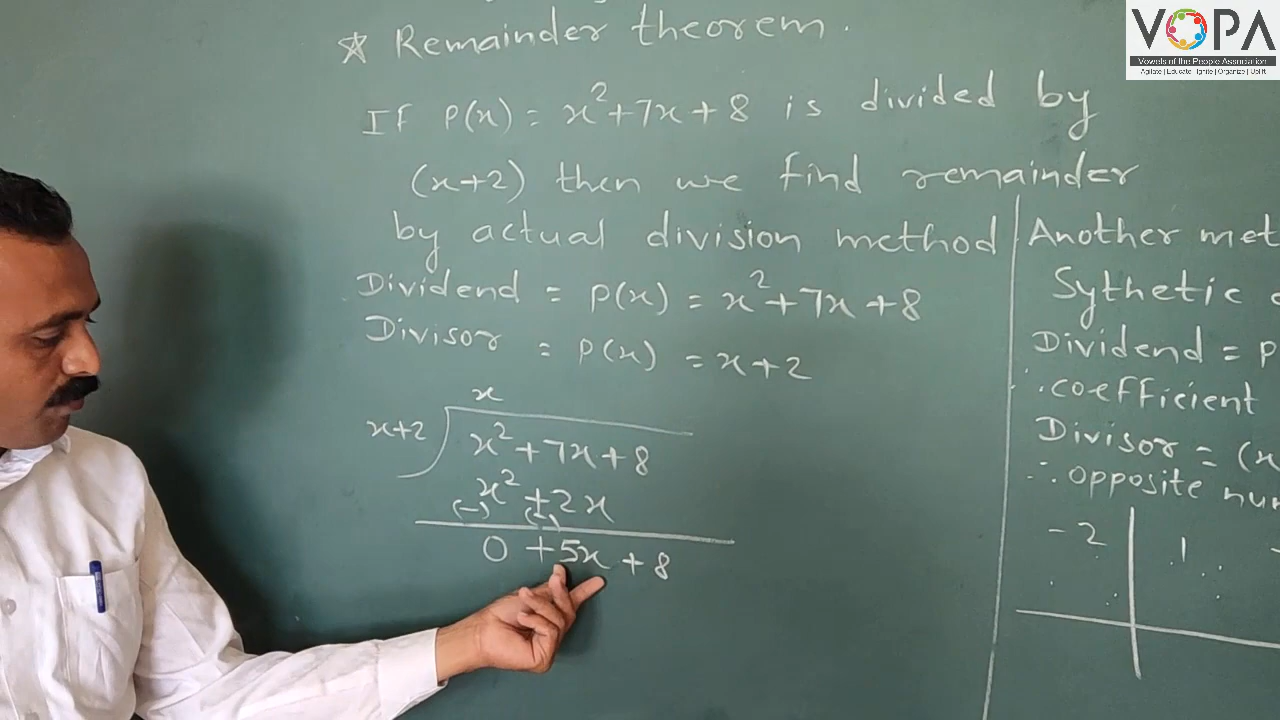 VOPA
Vowels of the People Association
Agitate | Educate | Ignite | Organize | Uplift
☆ Remainder theorem.
If P(x) = x²+7x+8 is divided by
(x+2) then we find remainder
by actual division method
Dividend = P(x) = x²+7x+8
Divisor = P(x) = x+2
x
x+2 x²+7x+8
x²+2x
(-) (-)
0 +5x+8
Another met
Sythetic
Dividend = P
∴ coefficient
Divisor = (x
∴ opposite num
-2 1